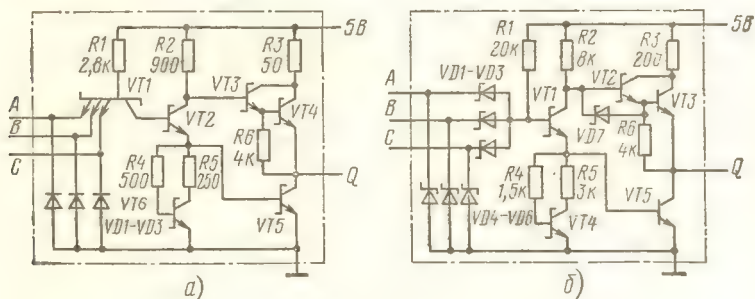 5В
R1
2,8к
R2
900
R3
50
VT1
VT3
VT4
A
B
C
VT2
R6
4к
R4
500
R5
250
Q
VT6
VD1-VD3
VT5
а)
5В
R1
20к
R2
8к
R3
200
VD1-VD3
VT2
VT3
A
B
C
VT1
VD7
R6
4к
R4
1,5к
R5
3к
Q
VD4-VD6
VT4
VT5
б)